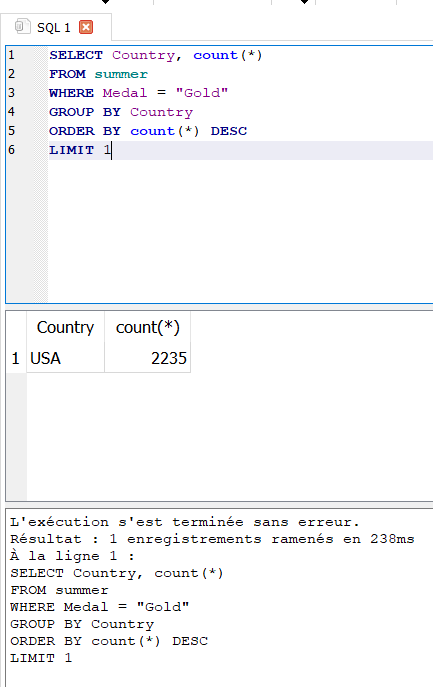 SQL 1
1 SELECT Country, count(*)
2 FROM summer
3 WHERE Medal = "Gold"
4 GROUP BY Country
5 ORDER BY count(*) DESC
6 LIMIT 1
Country count(*)
1 USA 2235
L'exécution s'est terminée sans erreur.
Résultat : 1 enregistrements ramenés en 238ms
À la ligne 1 :
SELECT Country, count(*)
FROM summer
WHERE Medal = "Gold"
GROUP BY Country
ORDER BY count(*) DESC
LIMIT 1